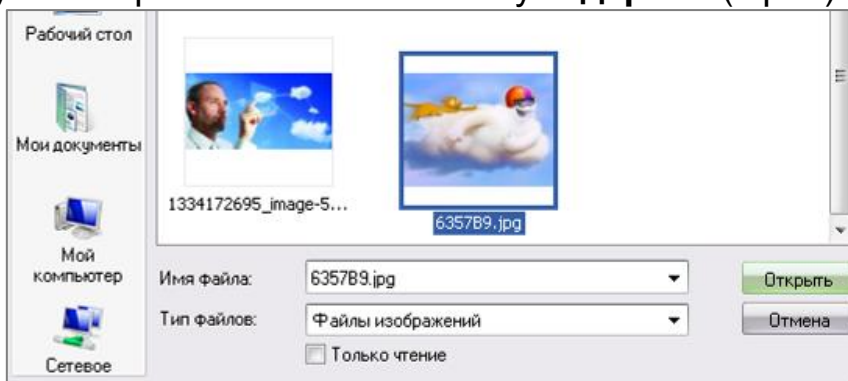 Рабочий стол
Мои документы
Мой
компьютер
Сетевое
1334172695_image-5...
6357B9.jpg
Имя файла:
6357B9.jpg
Открыть
Тип файлов:
Файлы изображений
Отмена
Только чтение